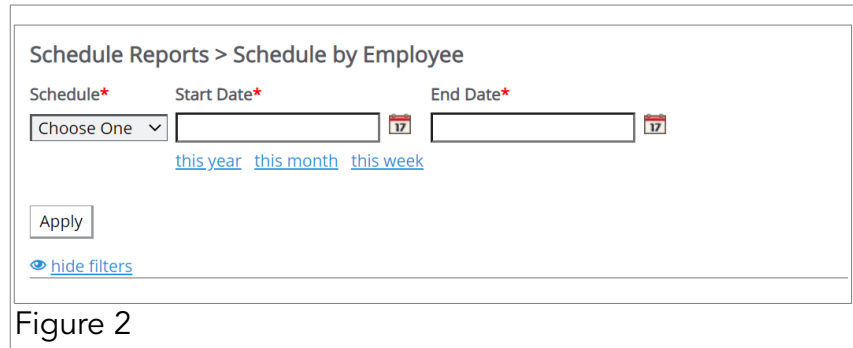 Schedule Reports > Schedule by Employee
Schedule* Start Date* End Date*
Choose One 17 17
this year this month this week
Apply
hide filters
Figure 2